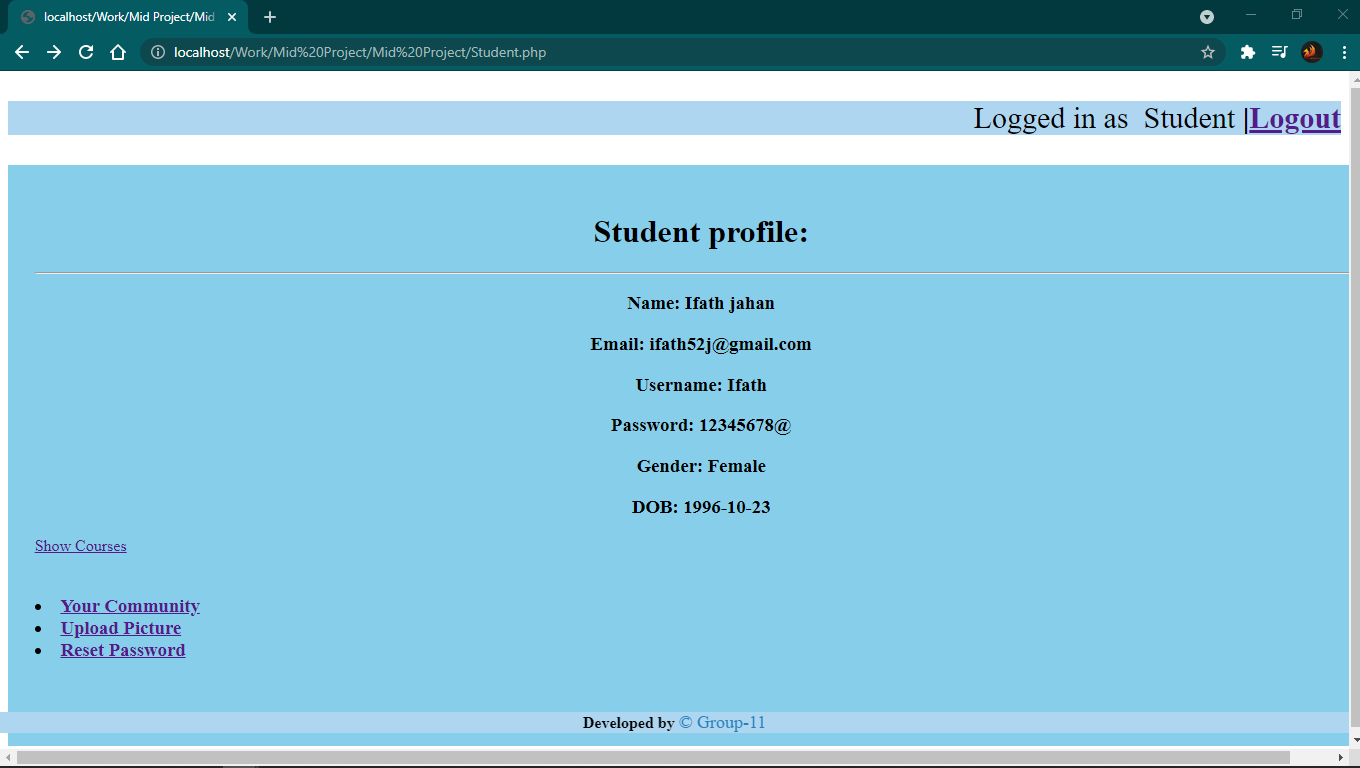 localhost/Work/Mid Project/Mid
localhost/Work/Mid%20Project/Mid%20Project/Student.php
Logged in as Student |Logout
Student profile:
Name: Ifath jahan
Email: ifath52j@gmail.com
Username: Ifath
Password: 12345678@
Gender: Female
DOB: 1996-10-23
Show Courses
Your Community
Upload Picture
Reset Password
Developed by © Group-11